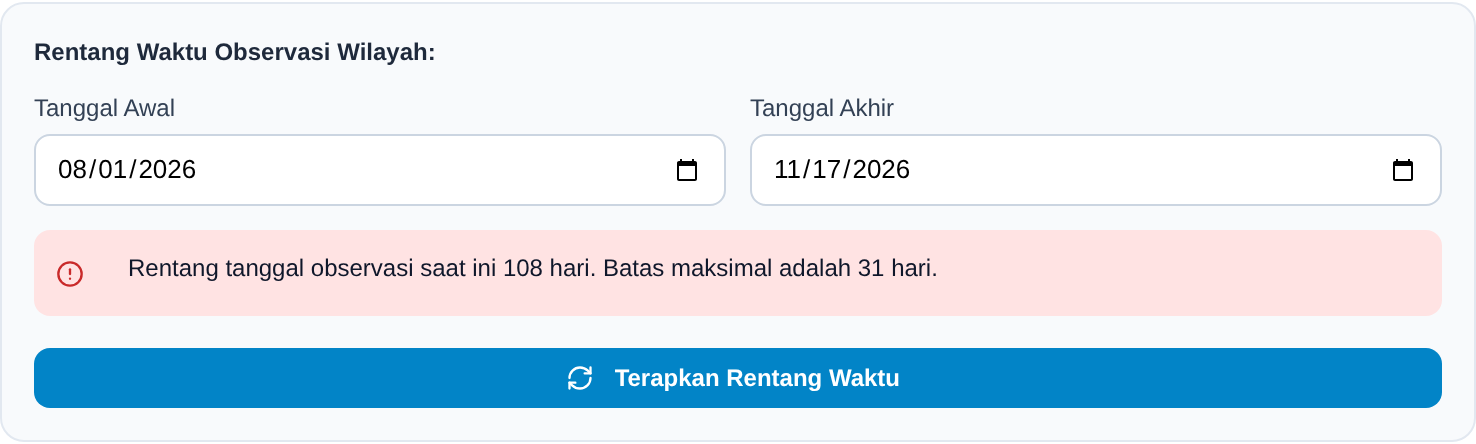 Rentang Waktu Observasi Wilayah:
Tanggal Awal
Tanggal Akhir
08/01/2026
11/17/2026
Rentang tanggal observasi saat ini 108 hari. Batas maksimal adalah 31 hari.
Terapkan Rentang Waktu